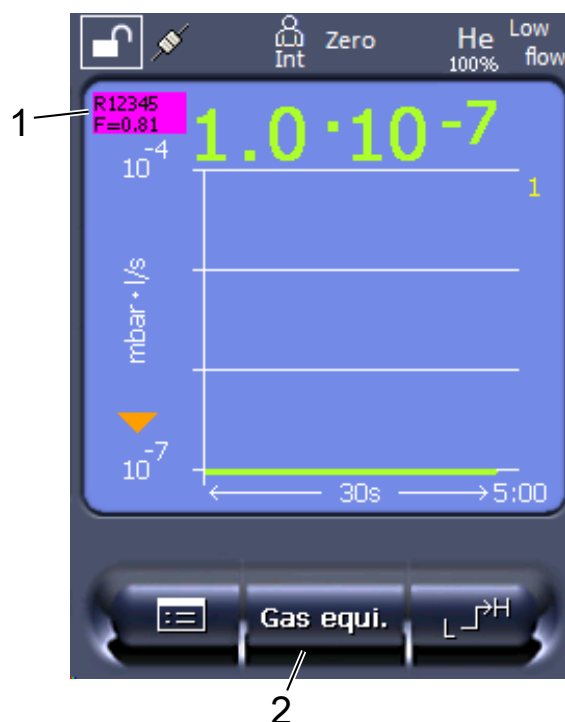 Int
Zero
He
100%
Low
flow
1
R12345
F=0.81
1.0·10-7
10-4
1
mbar·l/s
10-7
30s
5:00
Gas equi.
L
H
2